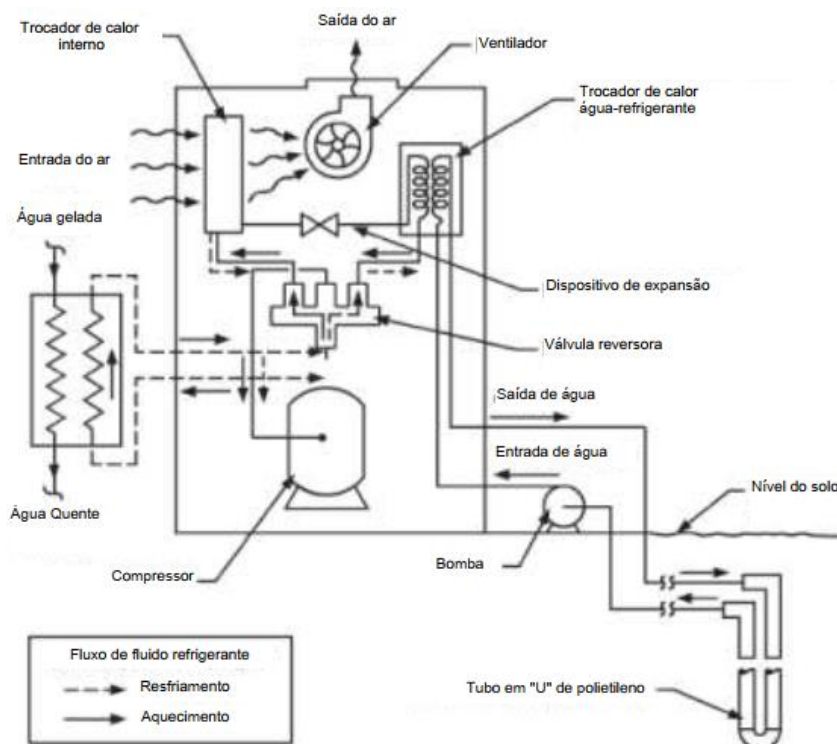 Saída do ar
Trocador de calor
interno
Ventilador
Trocador de calor
água-refrigerante
Entrada do ar
Água gelada
Dispositivo de expansão
Válvula reversora
Saída de água
Entrada de água
Nível do solo
Água Quente
Bomba
Compressor
Fluxo de fluido refrigerante
Resfriamento
Aquecimento
Tubo em "U" de polietileno